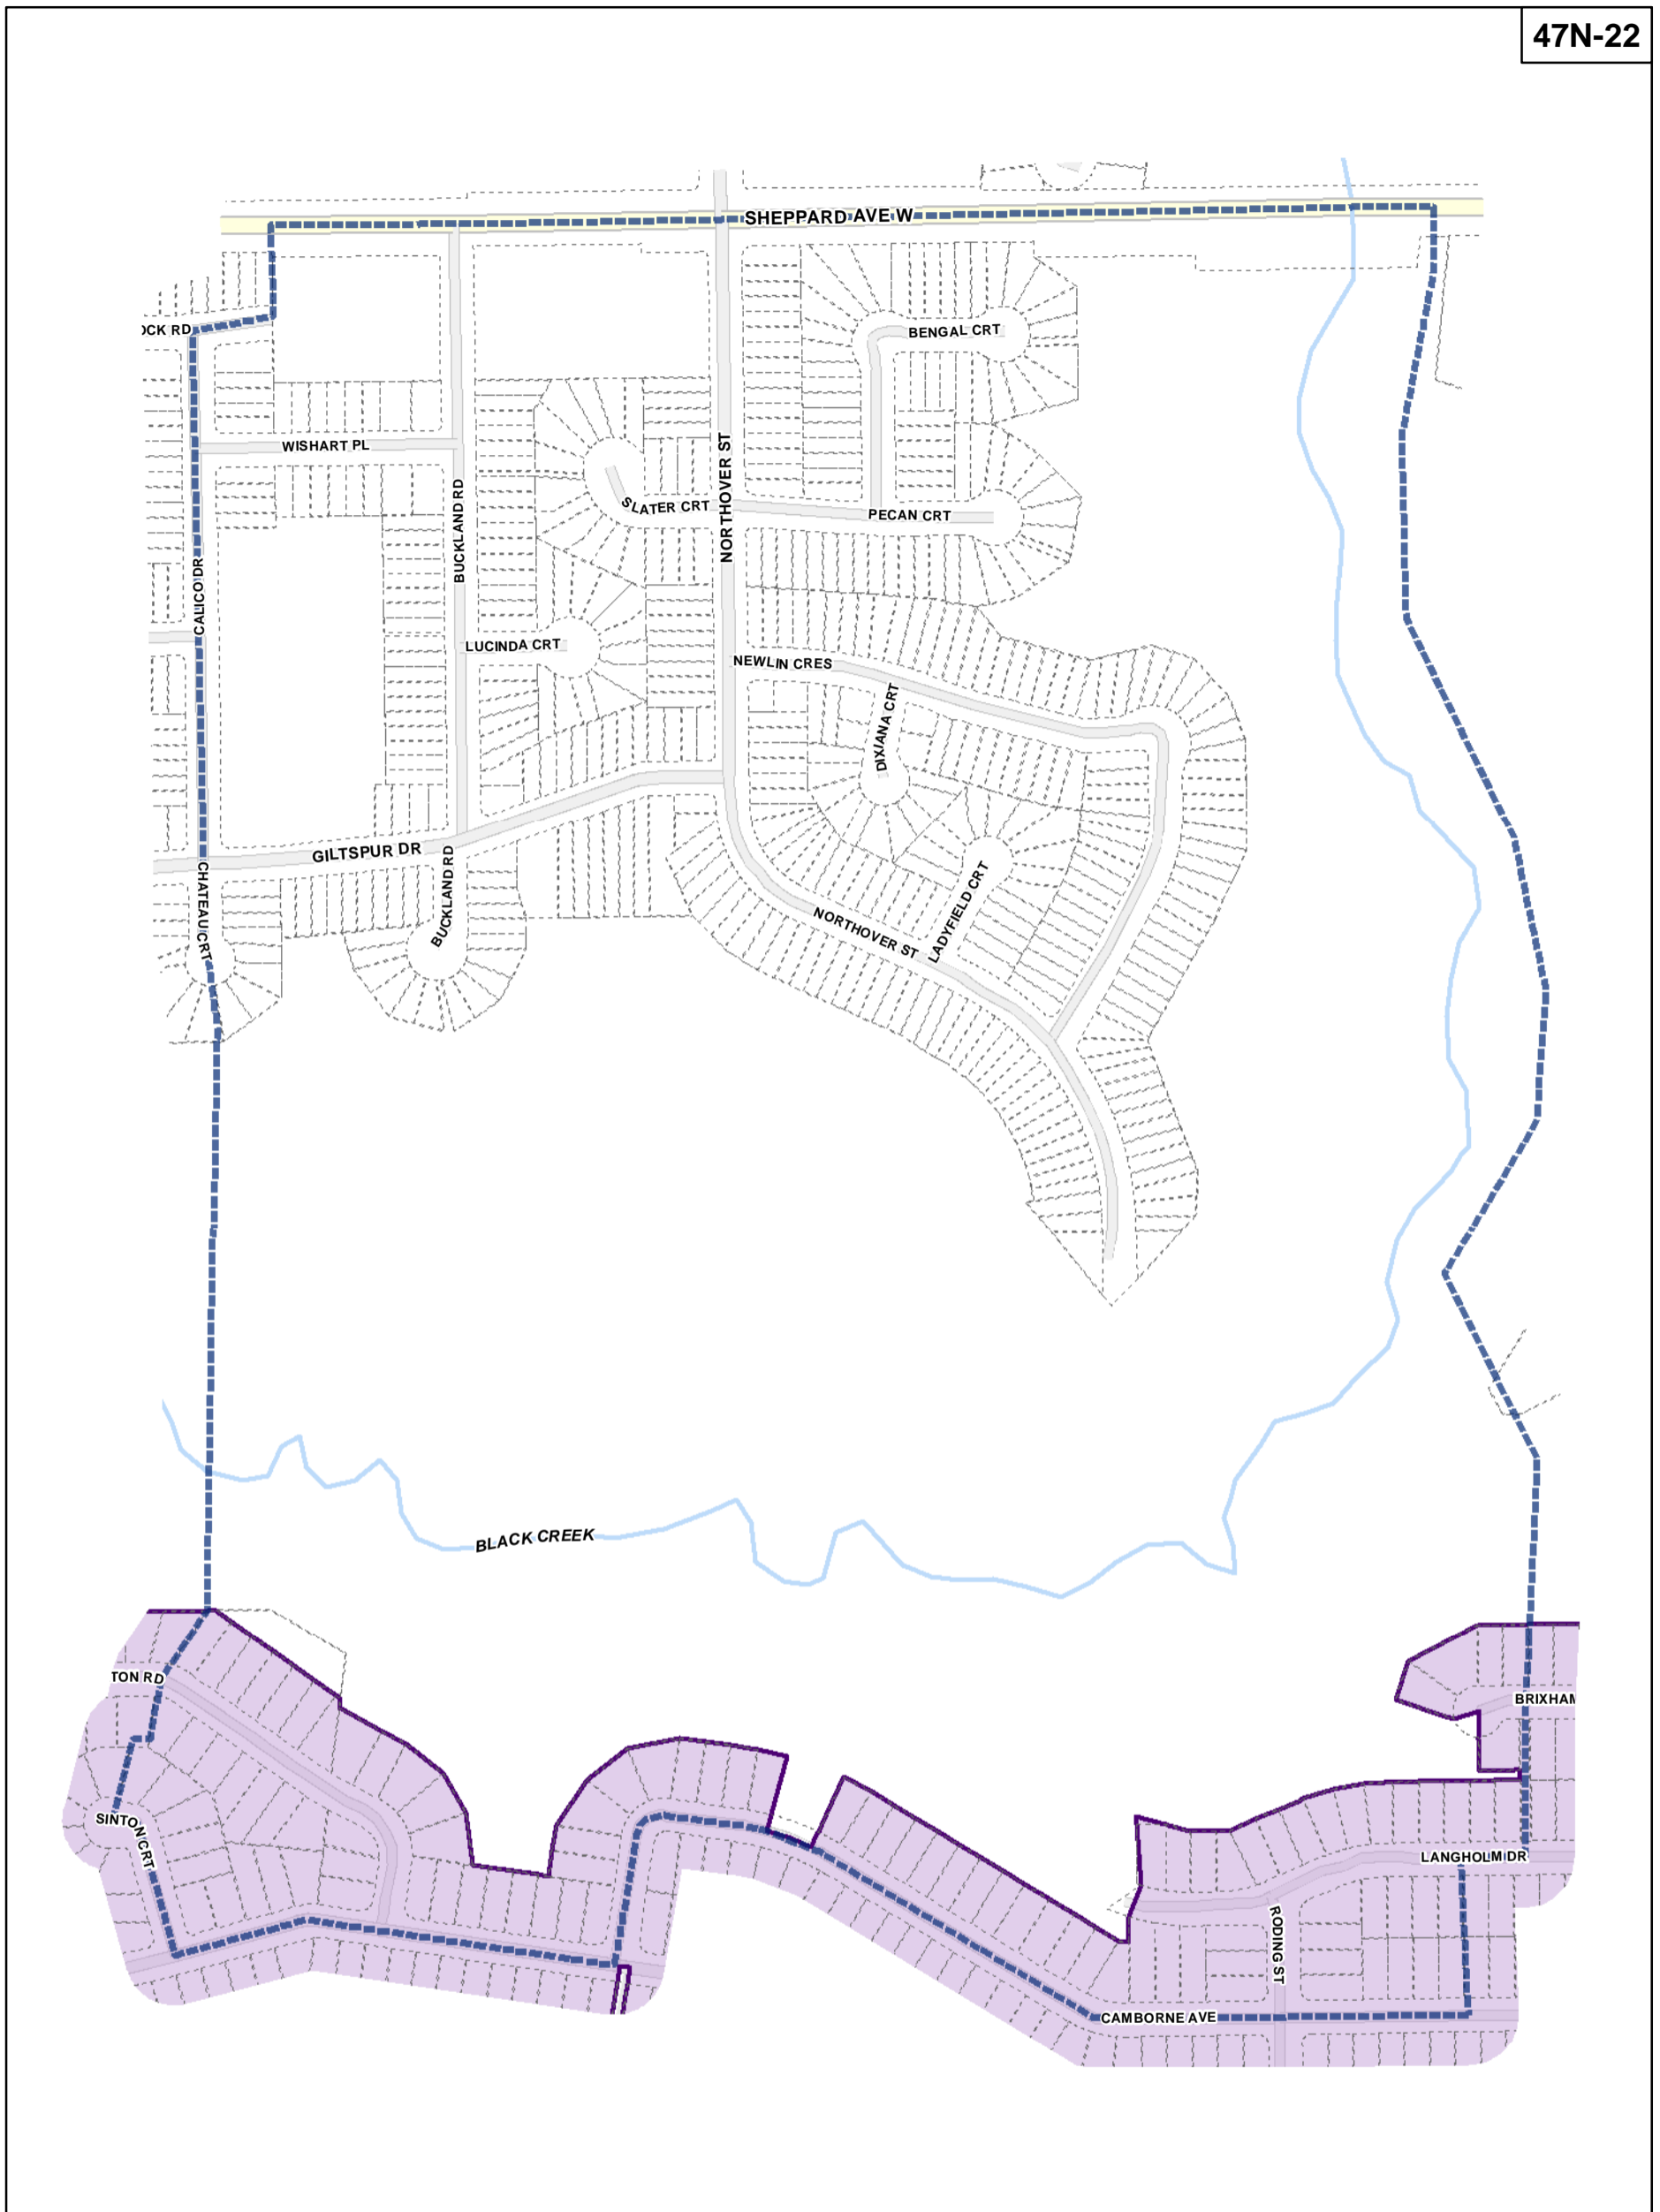 47N-22
SHEPPARD AVE W
OCK RD
BENGAL CRT
WISHART PL
NORTHOVER ST
BUCKLAND RD
SLATER CRT
PECAN CRT
CALICO DR
LUCINDA CRT
NEWLIN CRES
DIXIANA CRT
GILTSPUR DR
CHATEAU CRT
BUCKLAND RD
LADYFIELD CRT
NORTHOVER ST
BLACK CREEK
TON RD
BRIXHAM
SINTON CRT
LANGHOLM DR
RODING ST
CAMBORNE AVE